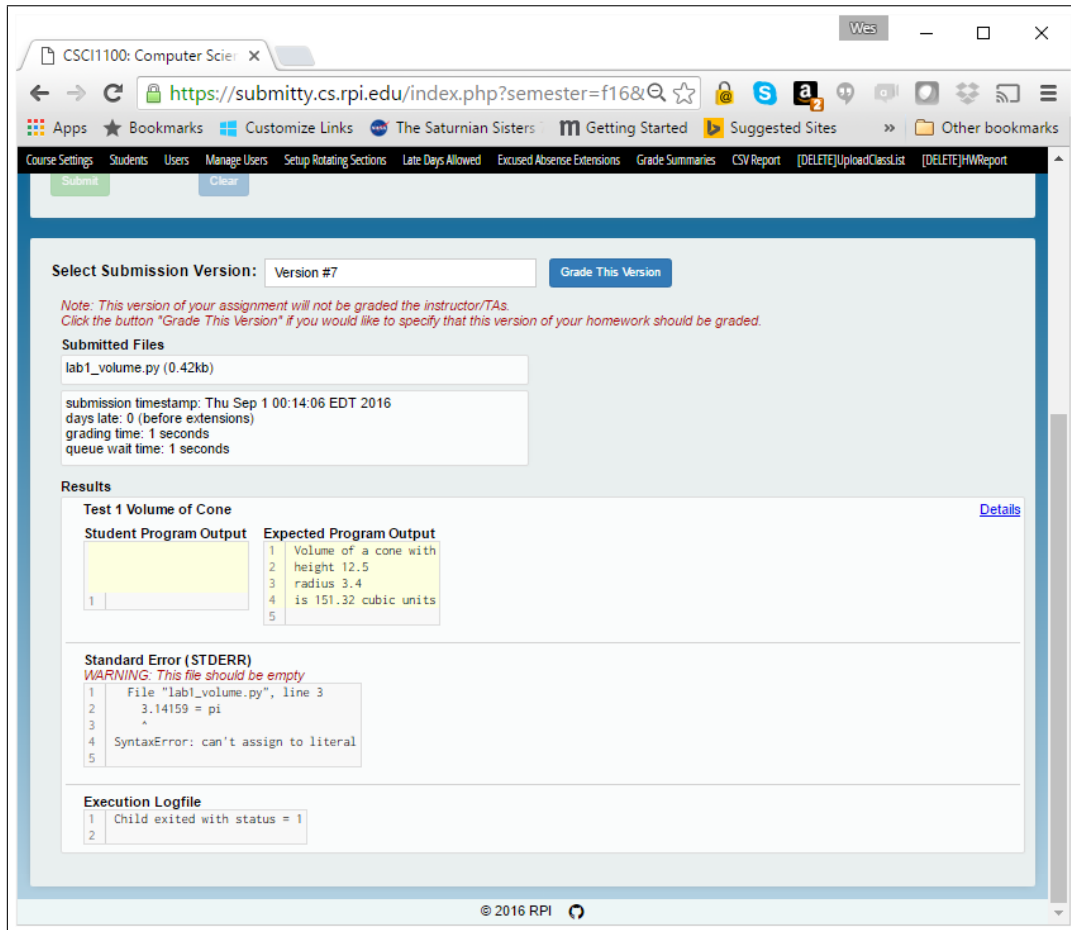 Wes
CSCI1100: Computer Scien
https://submitty.cs.rpi.edu/index.php?semester=f16&
Apps Bookmarks Customize Links The Saturnian Sisters Getting Started Suggested Sites » Other bookmarks
Course Settings Students Users Manage Users Setup Rotating Sections Late Days Allowed Excused Absense Extensions Grade Summaries CSV Report [DELETE]UploadClassList [DELETE]HWReport
Submit Clear
Select Submission Version: Version #7 Grade This Version
Note: This version of your assignment will not be graded the instructor/TAs.
Click the button "Grade This Version" if you would like to specify that this version of your homework should be graded.
Submitted Files
lab1_volume.py (0.42kb)
submission timestamp: Thu Sep 1 00:14:06 EDT 2016
days late: 0 (before extensions)
grading time: 1 seconds
queue wait time: 1 seconds
Results
Test 1 Volume of Cone Details
Student Program Output Expected Program Output
1 Volume of a cone with
2 height 12.5
3 radius 3.4
1 4 is 151.32 cubic units
5
Standard Error (STDERR)
WARNING: This file should be empty
1 File "lab1_volume.py", line 3
2 3.14159 = pi
3 ^
4 SyntaxError: can't assign to literal
5
Execution Logfile
1 Child exited with status = 1
2
© 2016 RPI